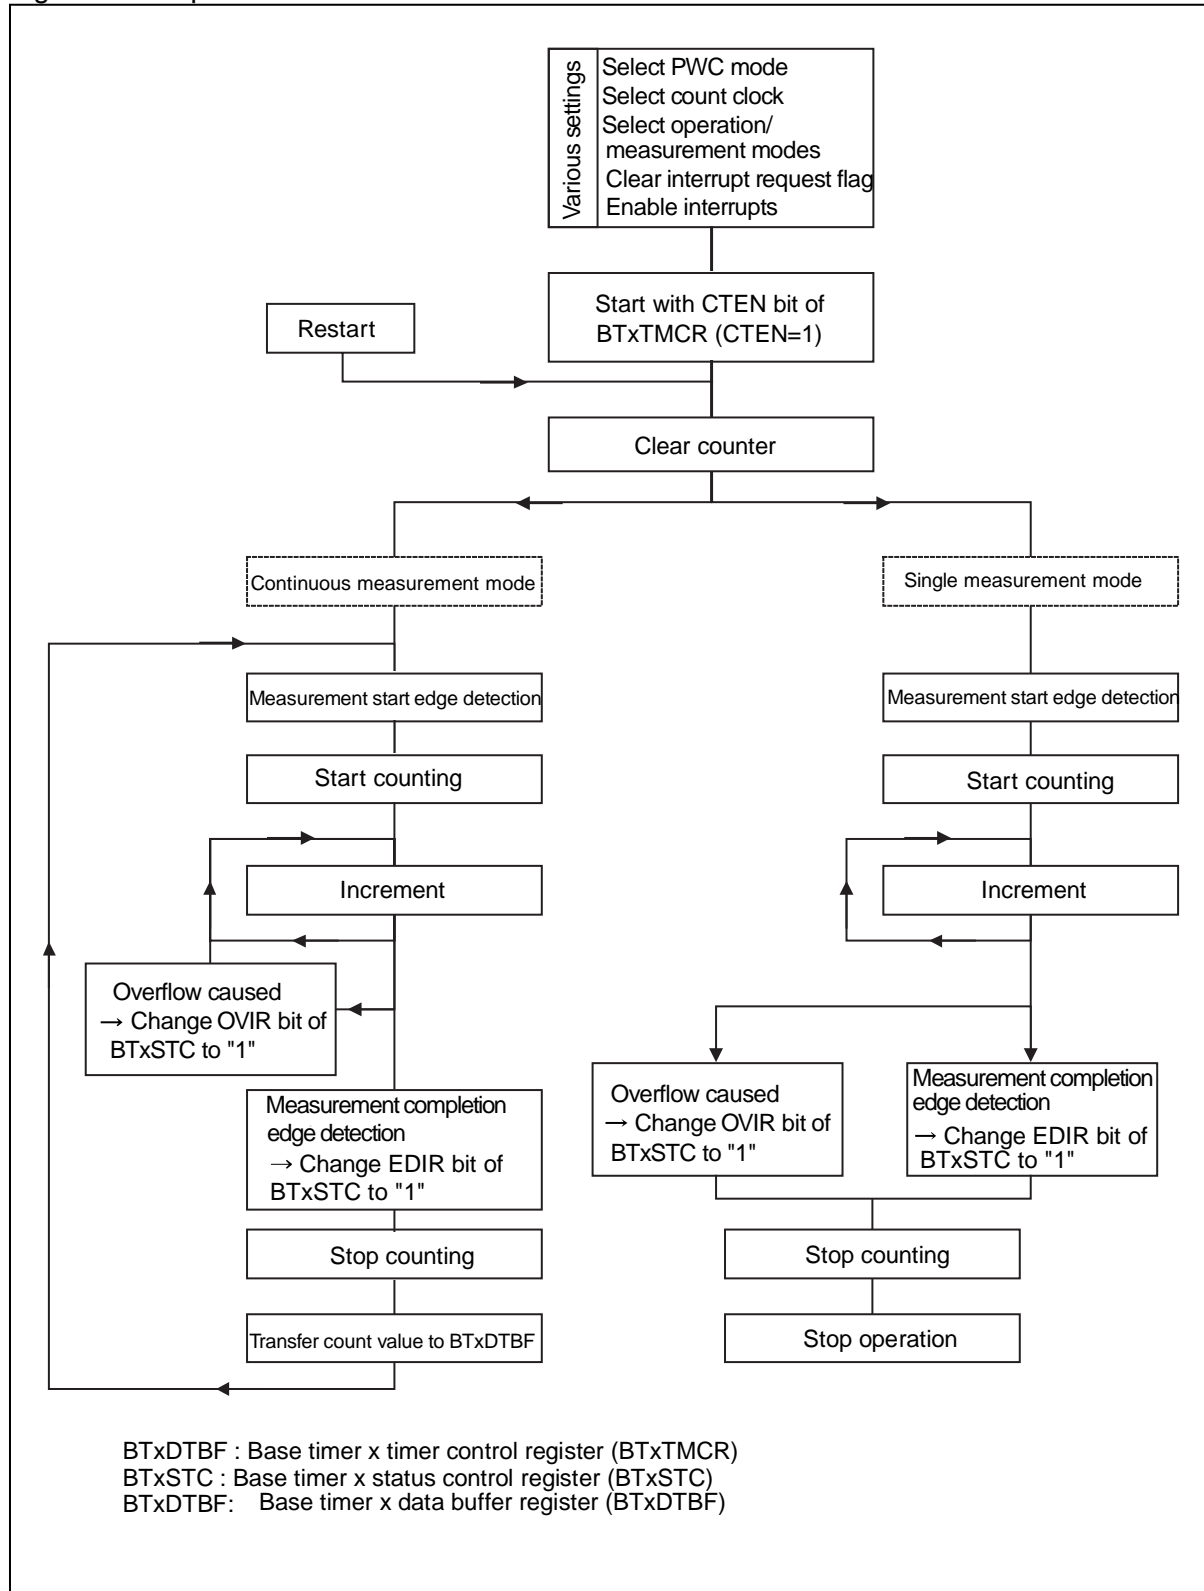 Various settings
Select PWC mode
Select count clock
Select operation/
measurement modes
Clear interrupt request flag
Enable interrupts
Start with CTEN bit of
BTxTMCR (CTEN=1)
Restart
Clear counter
Continuous measurement mode
Single measurement mode
Measurement start edge detection
Measurement start edge detection
Start counting
Start counting
Increment
Increment
Overflow caused
→ Change OVIR bit of
BTxSTC to "1"
Measurement completion
edge detection
→ Change EDIR bit of
BTxSTC to "1"
Overflow caused
→ Change OVIR bit of
BTxSTC to "1"
Measurement completion
edge detection
→ Change EDIR bit of
BTxSTC to "1"
Stop counting
Stop counting
Transfer count value to BTxDTBF
Stop operation
BTxDTBF : Base timer x timer control register (BTxTMCR)
BTxSTC : Base timer x status control register (BTxSTC)
BTxDTBF: Base timer x data buffer register (BTxDTBF)